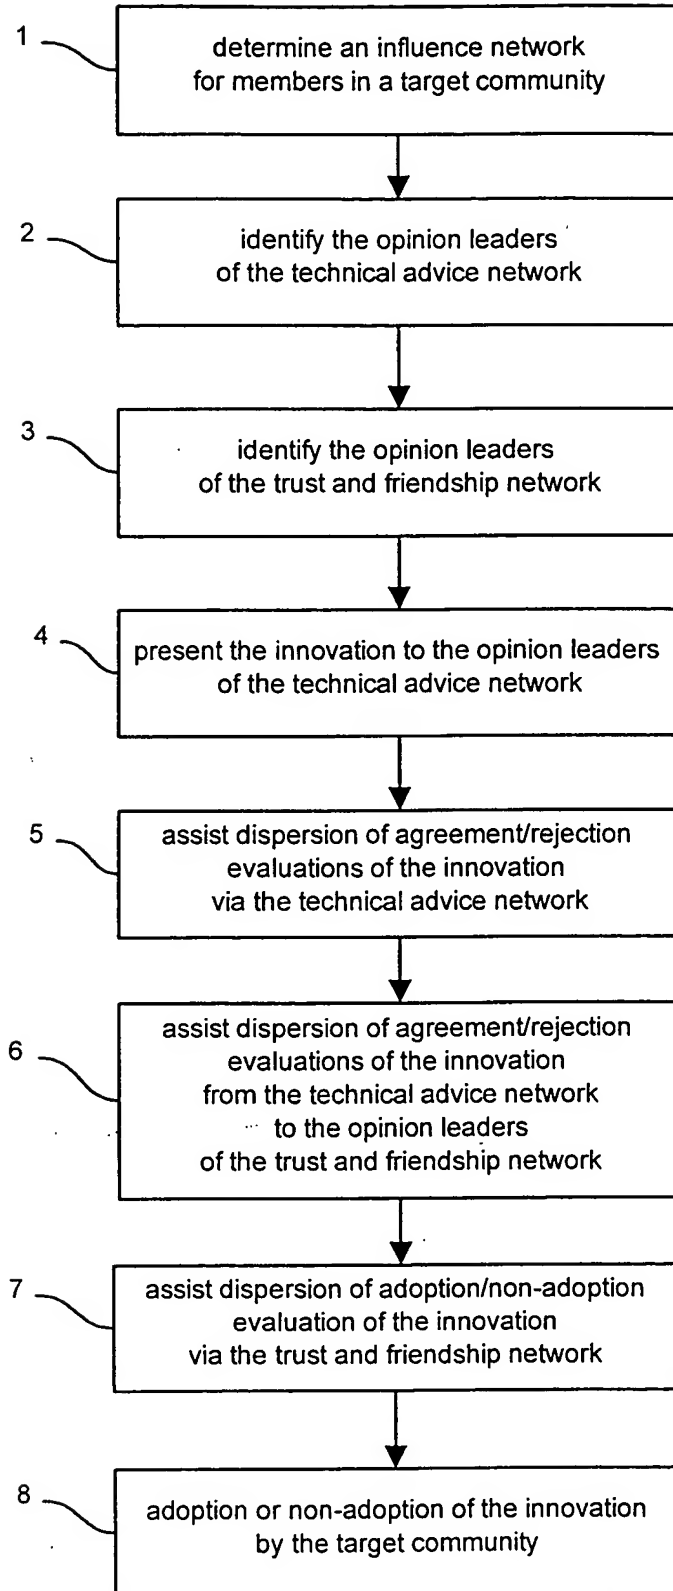 1
determine an influence network
for members in a target community
2
identify the opinion leaders
of the technical advice network
3
identify the opinion leaders
of the trust and friendship network
4
present the innovation to the opinion leaders
of the technical advice network
5
assist dispersion of agreement/rejection
evaluations of the innovation
via the technical advice network
6
assist dispersion of agreement/rejection
evaluations of the innovation
from the technical advice network
to the opinion leaders
of the trust and friendship network
7
assist dispersion of adoption/non-adoption
evaluation of the innovation
via the trust and friendship network
8
adoption or non-adoption of the innovation
by the target community